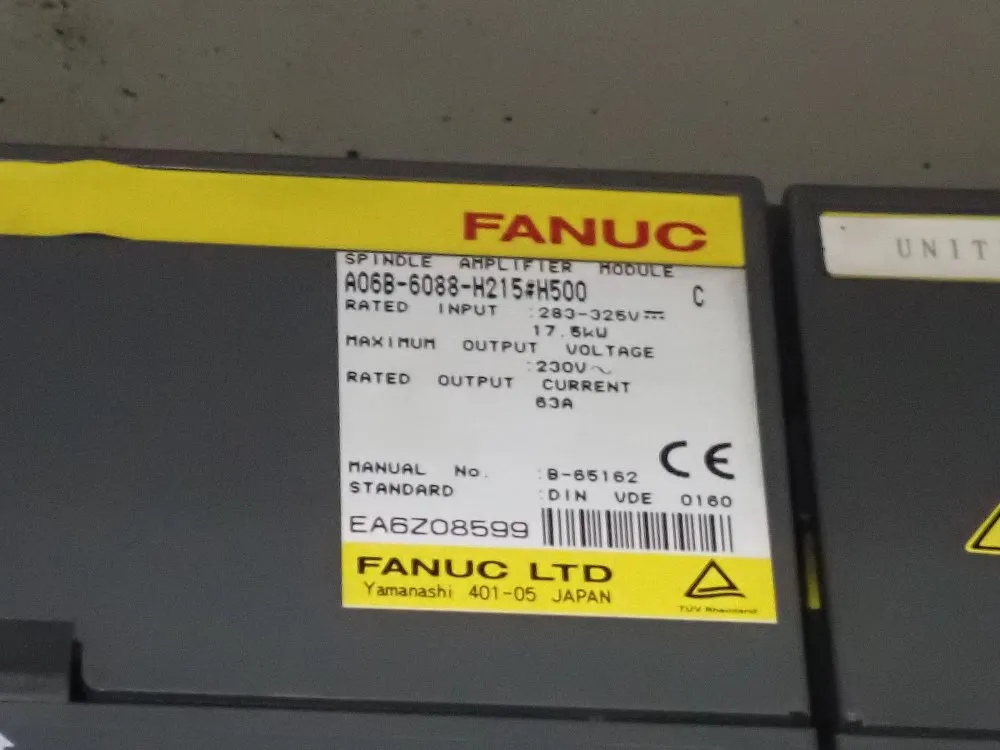 FANUC
SPINDLE AMPLIFIER MODULE
A06B-6088-H215#H500 C
RATED INPUT :283-325V⎓
17.5kW
MAXIMUM OUTPUT VOLTAGE
:230V～
RATED OUTPUT CURRENT
63A
CE
MANUAL No. :B-65162
STANDARD :DIN VDE 0160
EA6Z08599
FANUC LTD
Yamanashi 401-05 JAPAN
TÜV Rheinland
UNIT